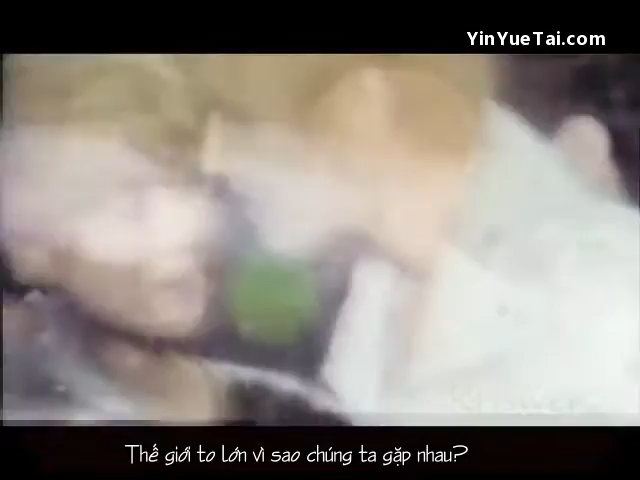 YinYueTai.com
Thế giới to lớn vì sao chúng ta gặp nhau?